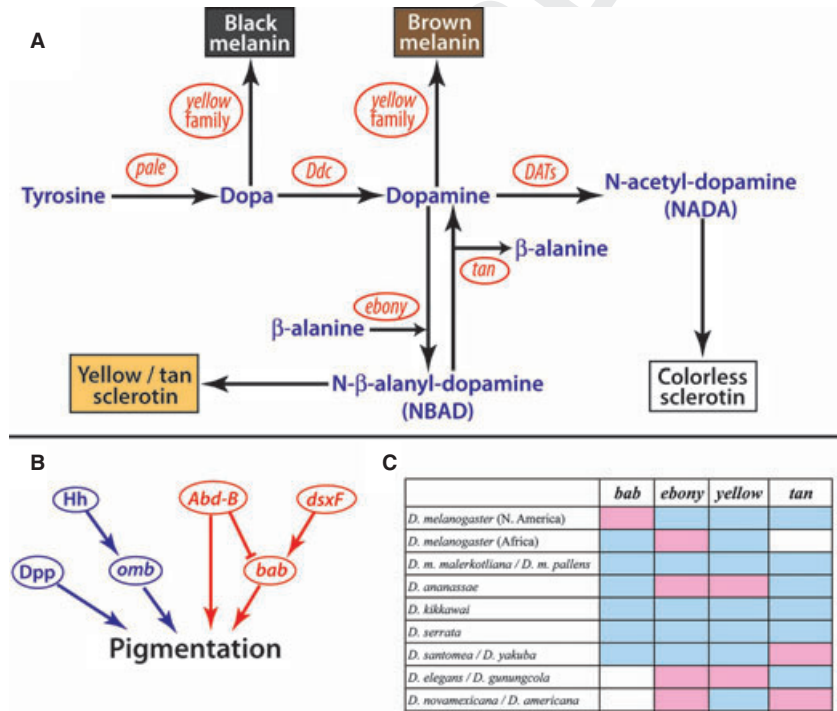 A
Black
melanin
Brown
melanin
yellow
family
yellow
family
pale
Ddc
DATs
Tyrosine
Dopa
Dopamine
N-acetyl-dopamine
(NADA)
β-alanine
tan
ebony
β-alanine
Yellow / tan
sclerotin
N-β-alanyl-dopamine
(NBAD)
Colorless
sclerotin
B
Hh
Abd-B
dsxF
Dpp
omb
bab
Pigmentation
C
bab ebony yellow tan
D. melanogaster (N. America)
D. melanogaster (Africa)
D. m. malerkotliana / D. m. pallens
D. ananassae
D. kikkawai
D. serrata
D. santomea / D. yakuba
D. elegans / D. gunungcola
D. novamexicana / D. americana